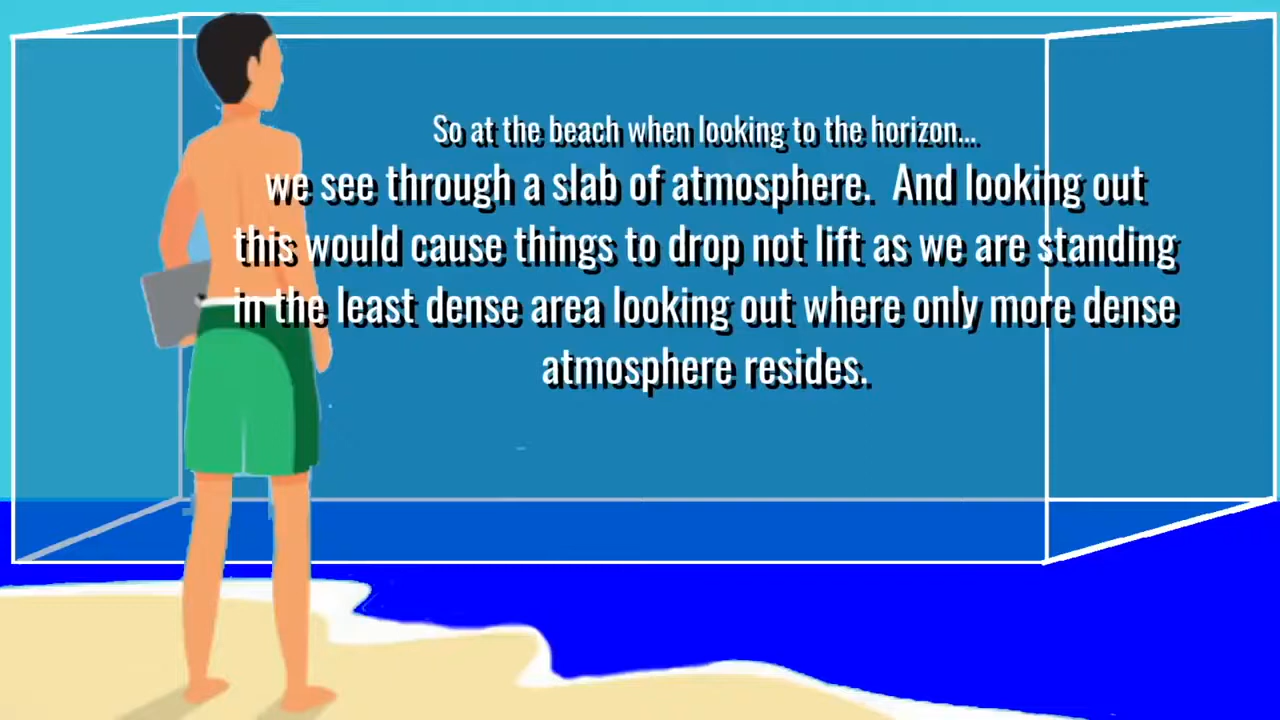 So at the beach when looking to the horizon...
we see through a slab of atmosphere.  And looking out
this would cause things to drop not lift as we are standing
in the least dense area looking out where only more dense
atmosphere resides.